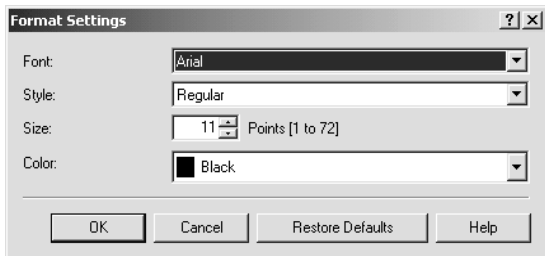 Format Settings
Font: Arial
Style: Regular
Size: 11 Points [1 to 72]
Color: Black
OK Cancel Restore Defaults Help